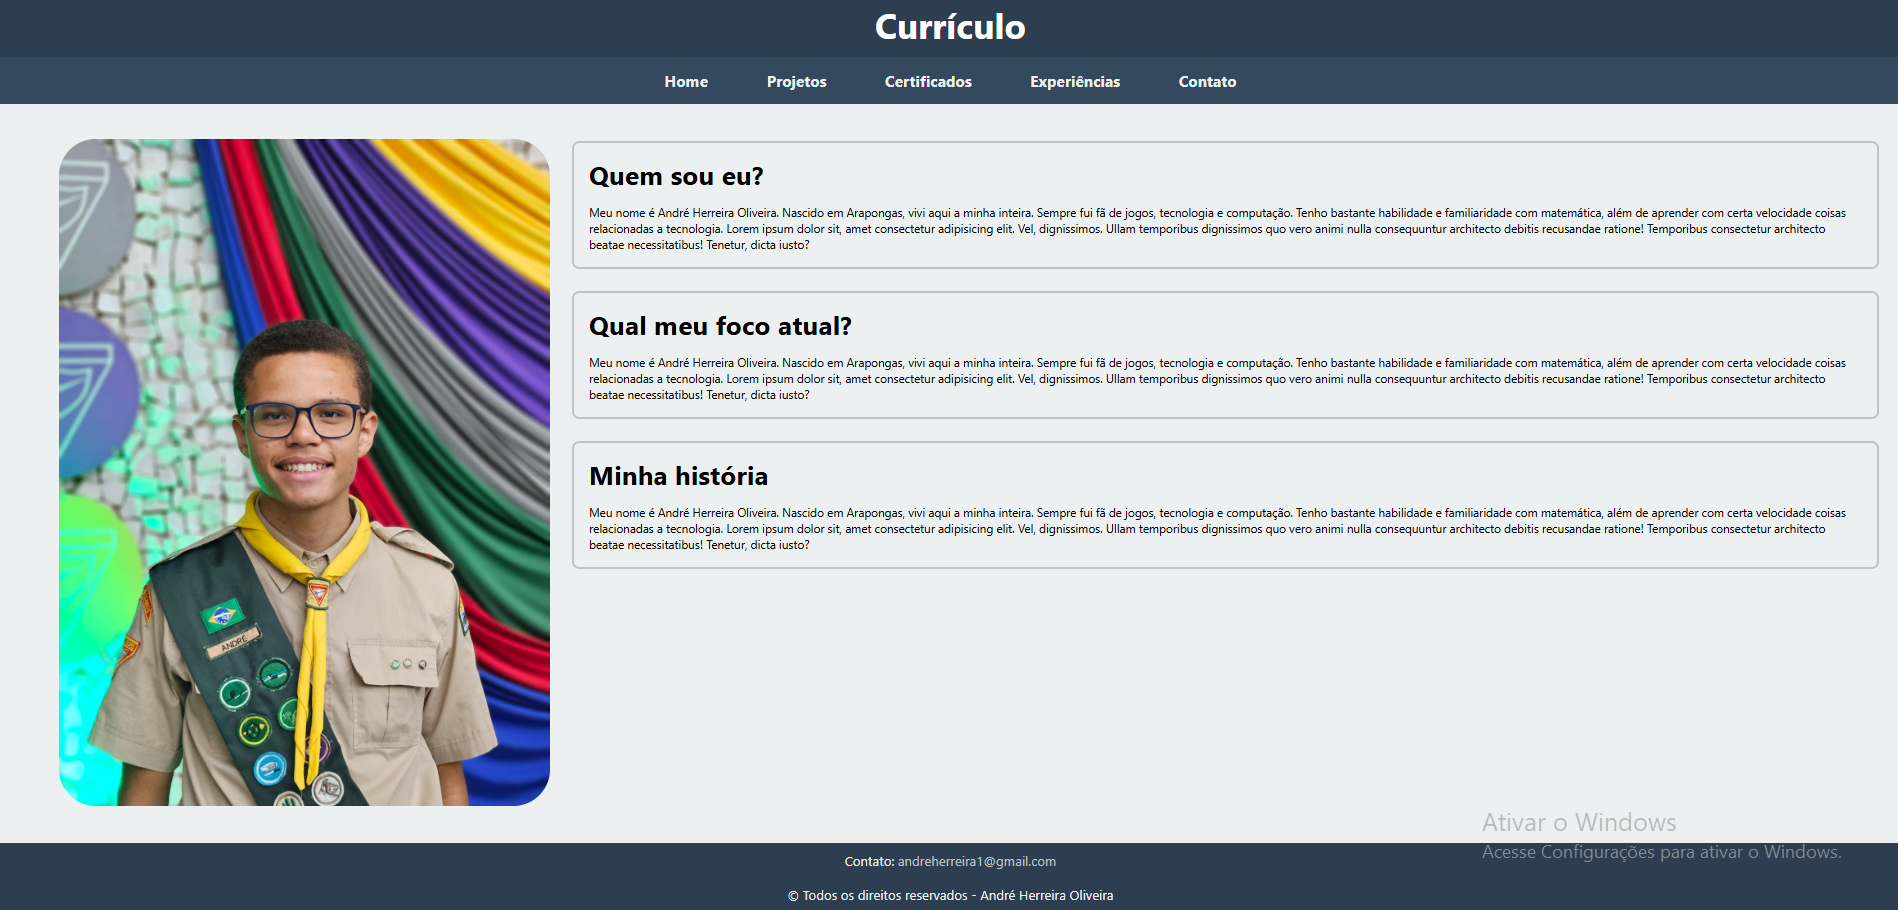 Currículo
Home Projetos Certificados Experiências Contato
Quem sou eu?
Meu nome é André Herreira Oliveira. Nascido em Arapongas, vivi aqui a minha inteira. Sempre fui fã de jogos, tecnologia e computação. Tenho bastante habilidade e familiaridade com matemática, além de aprender com certa velocidade coisas
relacionadas a tecnologia. Lorem ipsum dolor sit, amet consectetur adipisicing elit. Vel, dignissimos. Ullam temporibus dignissimos quo vero animi nulla consequuntur architecto debitis recusandae ratione! Temporibus consectetur architecto
beatae necessitatibus! Tenetur, dicta iusto?
Qual meu foco atual?
Meu nome é André Herreira Oliveira. Nascido em Arapongas, vivi aqui a minha inteira. Sempre fui fã de jogos, tecnologia e computação. Tenho bastante habilidade e familiaridade com matemática, além de aprender com certa velocidade coisas
relacionadas a tecnologia. Lorem ipsum dolor sit, amet consectetur adipisicing elit. Vel, dignissimos. Ullam temporibus dignissimos quo vero animi nulla consequuntur architecto debitis recusandae ratione! Temporibus consectetur architecto
beatae necessitatibus! Tenetur, dicta iusto?
Minha história
Meu nome é André Herreira Oliveira. Nascido em Arapongas, vivi aqui a minha inteira. Sempre fui fã de jogos, tecnologia e computação. Tenho bastante habilidade e familiaridade com matemática, além de aprender com certa velocidade coisas
relacionadas a tecnologia. Lorem ipsum dolor sit, amet consectetur adipisicing elit. Vel, dignissimos. Ullam temporibus dignissimos quo vero animi nulla consequuntur architecto debitis recusandae ratione! Temporibus consectetur architecto
beatae necessitatibus! Tenetur, dicta iusto?
ANDRÉ
Ativar o Windows
Acesse Configurações para ativar o Windows.
Contato: andreherreira1@gmail.com
© Todos os direitos reservados - André Herreira Oliveira